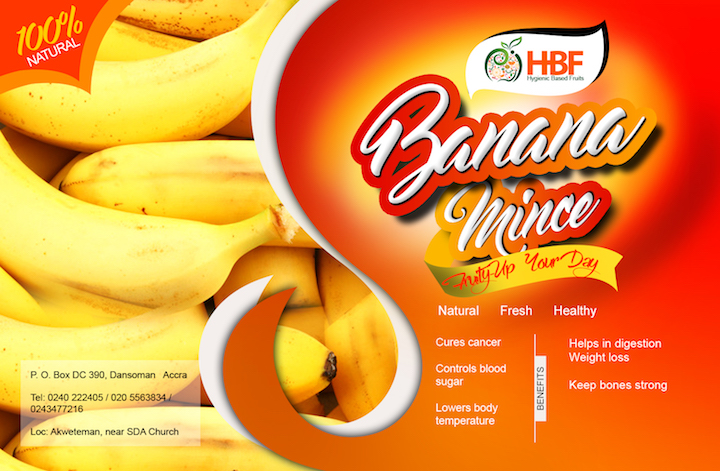 100%
NATURAL
HBF
Hygienic Based Fruits
Banana
Mince
Fruity-Up Your Day
Natural Fresh Healthy
Cures cancer
Controls blood
sugar
Lowers body
temperature
BENEFITS
Helps in digestion
Weight loss
Keep bones strong
P. O. Box DC 390, Dansoman Accra
Tel: 0240 222405 / 020 5563834 /
0243477216
Loc: Akweteman, near SDA Church